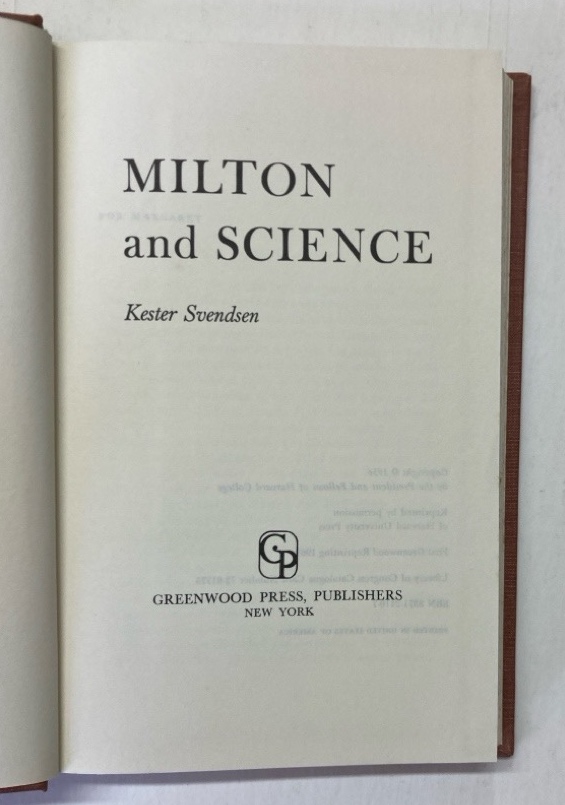 MILTON
and SCIENCE
Kester Svendsen
GP
GREENWOOD PRESS, PUBLISHERS
NEW YORK